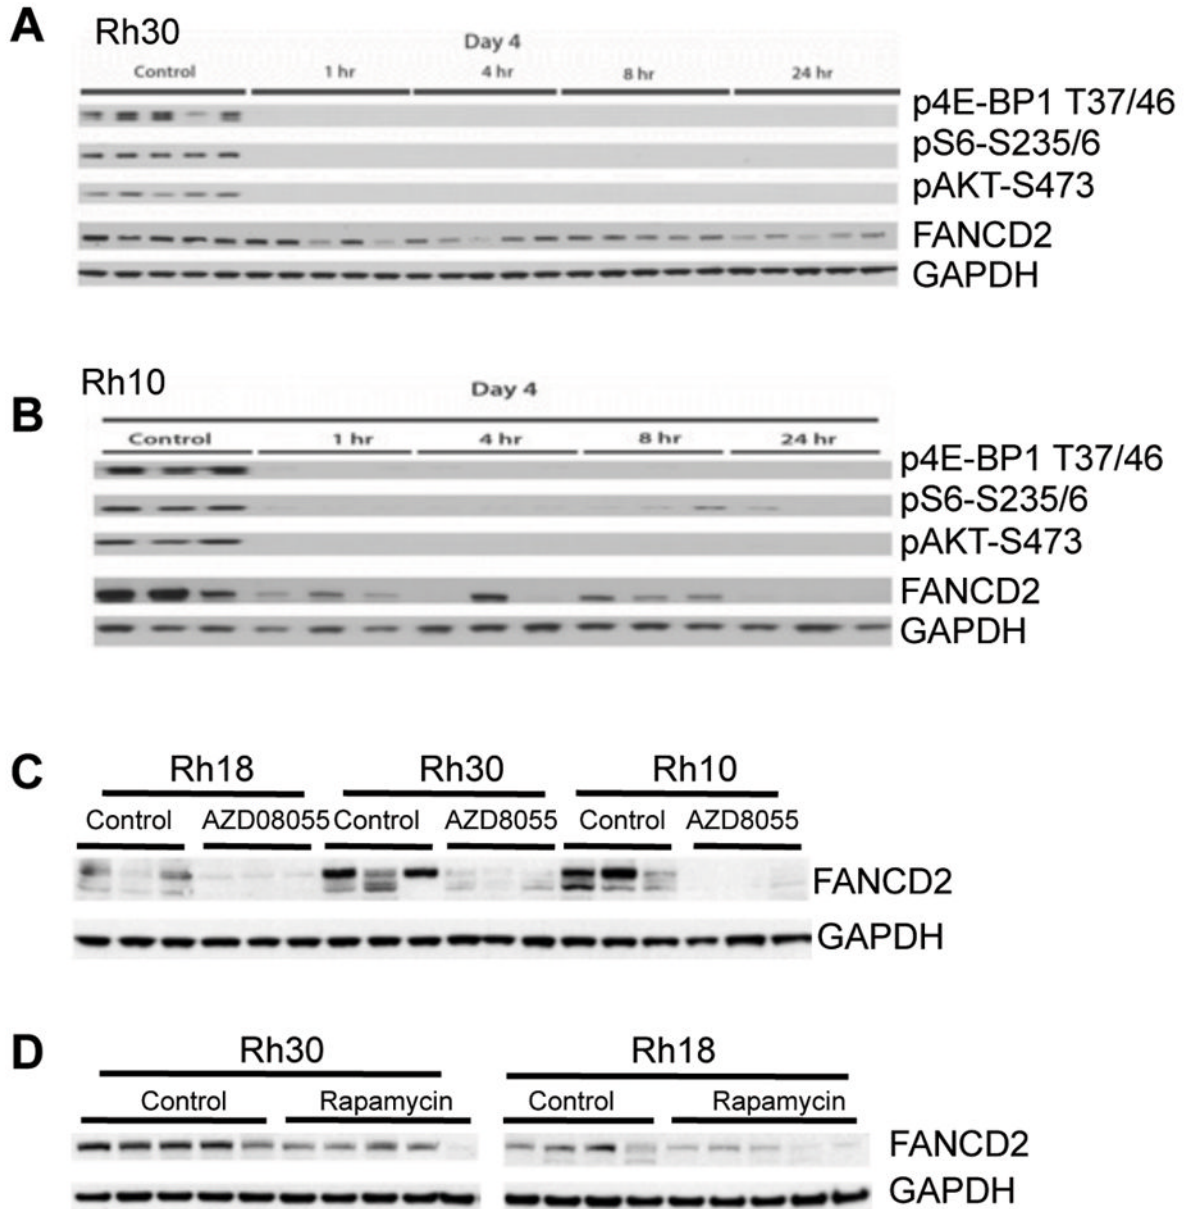 A
Rh30
Day 4
Control 1 hr 4 hr 8 hr 24 hr
p4E-BP1 T37/46
pS6-S235/6
pAKT-S473
FANCD2
GAPDH
B
Rh10
Day 4
Control 1 hr 4 hr 8 hr 24 hr
p4E-BP1 T37/46
pS6-S235/6
pAKT-S473
FANCD2
GAPDH
C
Rh18 Rh30 Rh10
Control AZD08055 Control AZD8055 Control AZD8055
FANCD2
GAPDH
D
Rh30 Rh18
Control Rapamycin Control Rapamycin
FANCD2
GAPDH